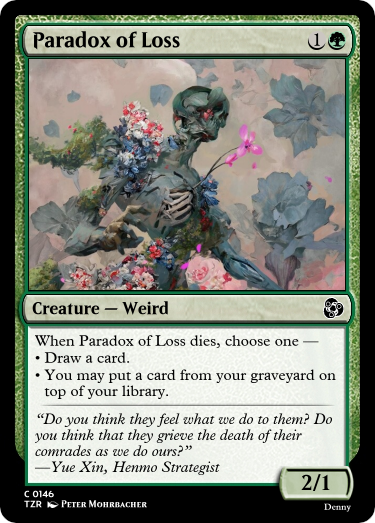 Paradox of Loss 1
Creature — Weird
When Paradox of Loss dies, choose one —
• Draw a card.
• You may put a card from your graveyard on
top of your library.
“Do you think they feel what we do to them? Do
you think that they grieve the death of their
comrades as we do ours?”
—Yue Xin, Henmo Strategist
2/1
C 0146
TZR Peter Mohrbacher
Denny